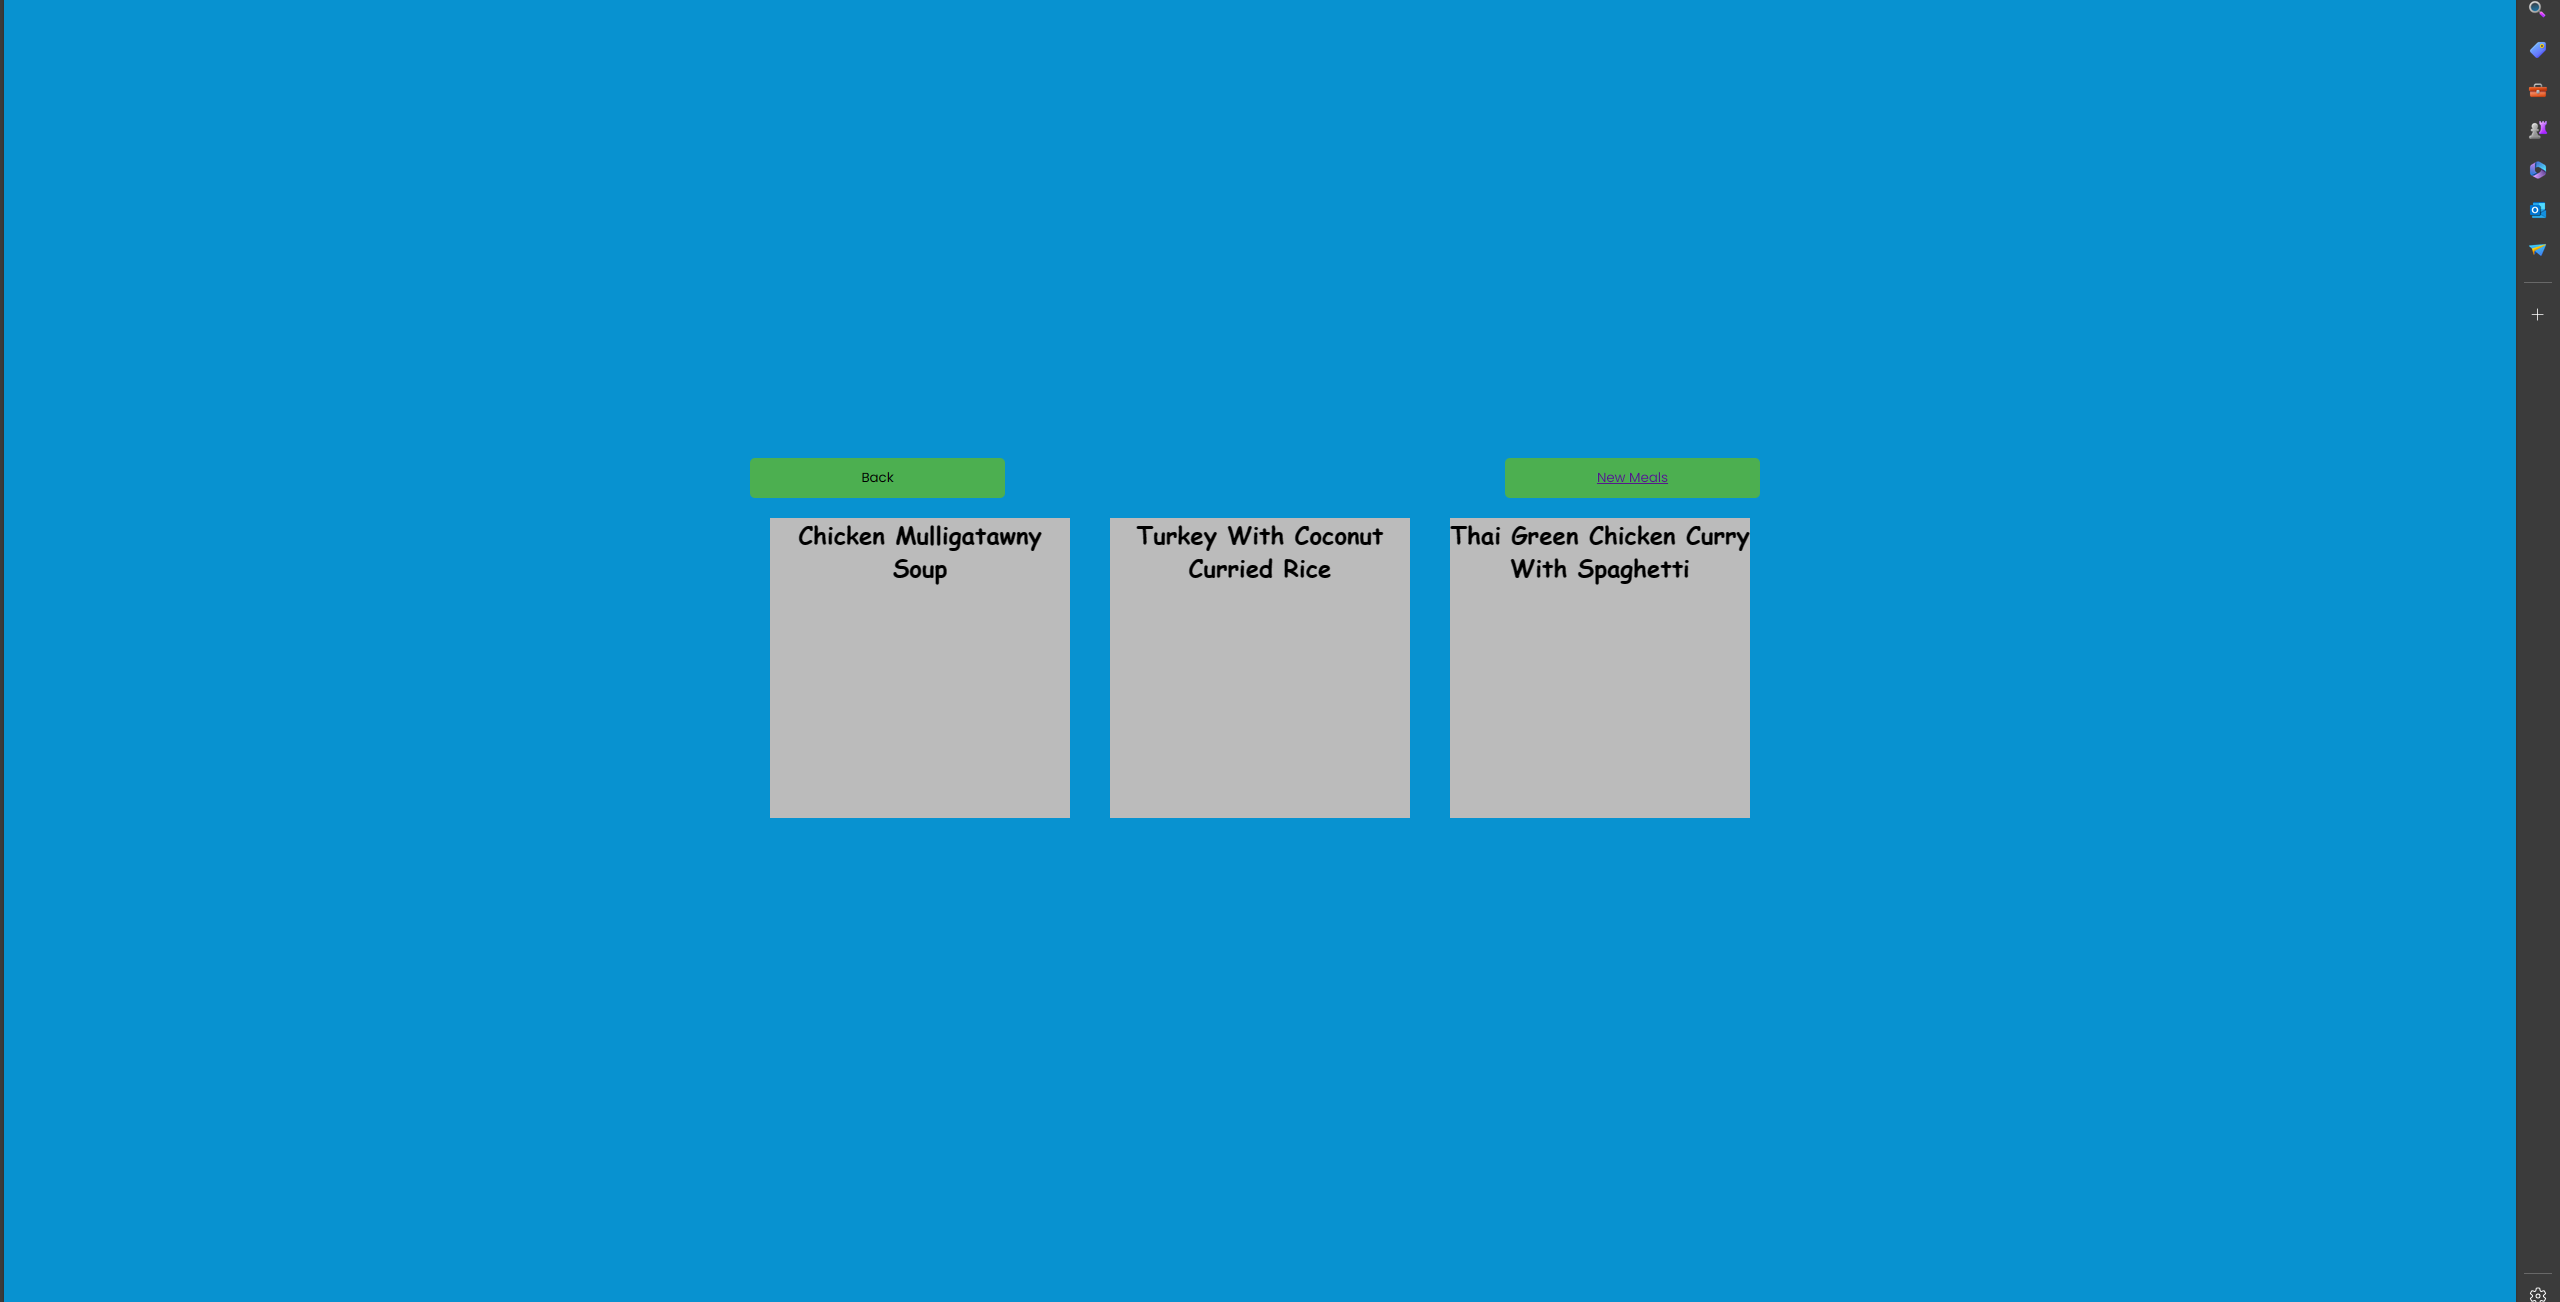 Back
New Meals
Chicken Mulligatawny
Soup
Turkey With Coconut
Curried Rice
Thai Green Chicken Curry
With Spaghetti